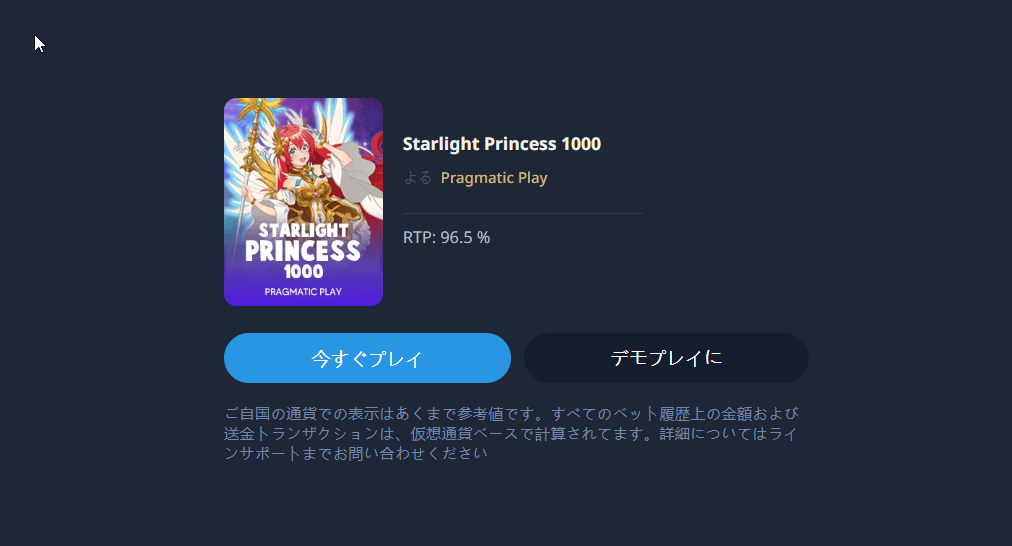 Starlight Princess 1000
よる Pragmatic Play
RTP: 96.5 %
STARLIGHT
PRINCESS
1000
PRAGMATIC PLAY
今すぐプレイ
デモプレイに
ご自国の通貨での表示はあくまで参考値です。すべてのベット履歴上の金額および
送金トランザクションは、仮想通貨ベースで計算されてます。詳細についてはライ
ンサポートまでお問い合わせください